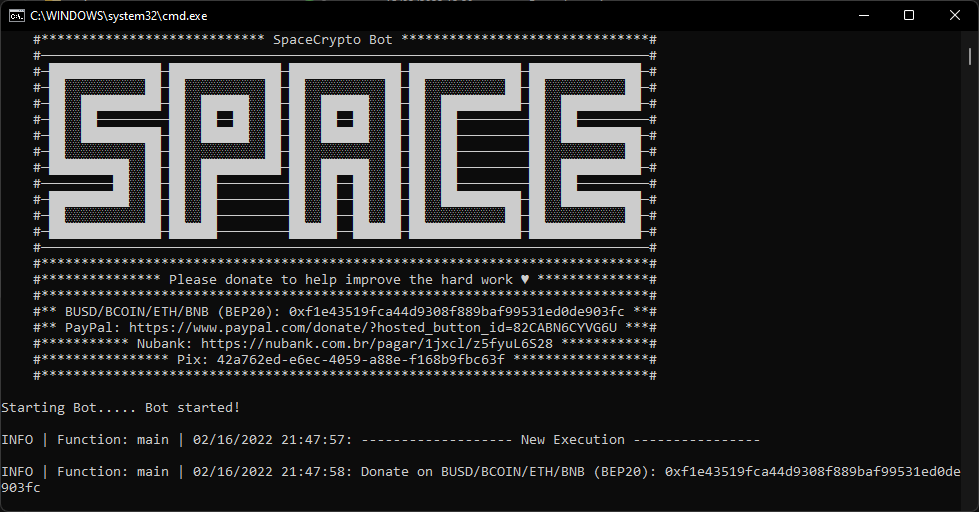 C:\WINDOWS\system32\cmd.exe
#**************************** SpaceCrypto Bot *******************************#
SPACE
#****************************************************************************#
#*************** Please donate to help improve the hard work ♥ **************#
#****************************************************************************#
#** BUSD/BCOIN/ETH/BNB (BEP20): 0xf1e43519fca44d9308f889baf99531ed0de903fc **#
#** PayPal: https://www.paypal.com/donate/?hosted_button_id=82CABN6CYVG6U ***#
#*********** Nubank: https://nubank.com.br/pagar/1jxcl/z5fyuL6S28 ***********#
#**************** Pix: 42a762ed-e6ec-4059-a88e-f168b9fbc63f *****************#
#****************************************************************************#
Starting Bot..... Bot started!
INFO | Function: main | 02/16/2022 21:47:57: ------------------- New Execution ----------------
INFO | Function: main | 02/16/2022 21:47:58: Donate on BUSD/BCOIN/ETH/BNB (BEP20): 0xf1e43519fca44d9308f889baf99531ed0de
903fc